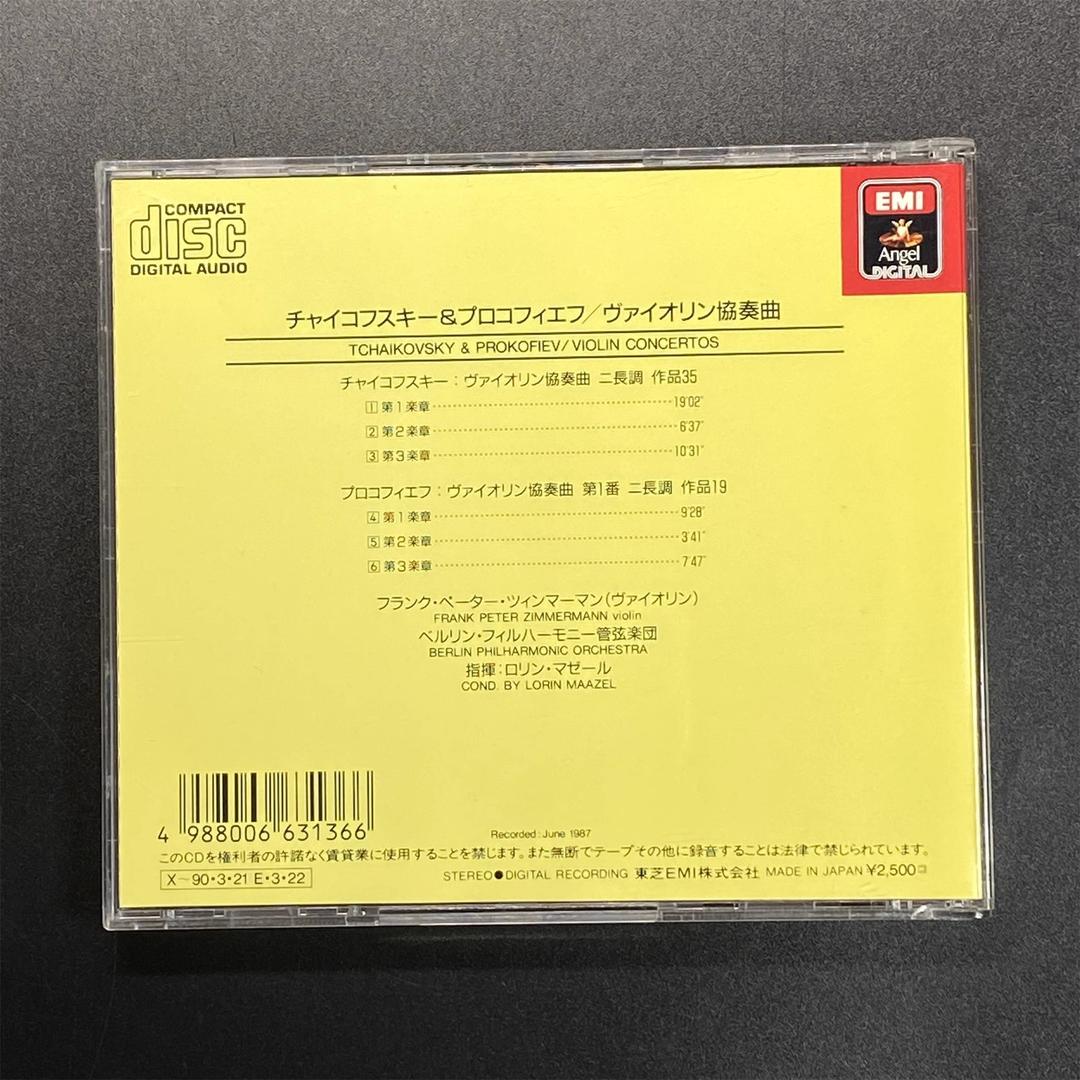 COMPACT
disc
DIGITAL AUDIO
EMI
Angel
DIGITAL
チャイコフスキー&プロコフィエフ/ヴァイオリン協奏曲
TCHAIKOVSKY & PROKOFIEV/VIOLIN CONCERTOS
チャイコフスキー:ヴァイオリン協奏曲 ニ長調 作品35
1 第1楽章 19'02"
2 第2楽章 6'37"
3 第3楽章 10'31"
プロコフィエフ:ヴァイオリン協奏曲 第1番 ニ長調 作品19
4 第1楽章 9'28"
5 第2楽章 3'41"
6 第3楽章 7'47"
フランク・ペーター・ツィンマーマン(ヴァイオリン)
FRANK PETER ZIMMERMANN violin
ベルリン・フィルハーモニー管弦楽団
BERLIN PHILHARMONIC ORCHESTRA
指揮:ロリン・マゼール
COND. BY LORIN MAAZEL
4 988006 631366
Recorded: June 1987
このCDを権利者の許諾なく賃貸業に使用することを禁じます。また無断でテープその他に録音することは法律で禁じられています。
X〜90・3・21 E・3・22
STEREO●DIGITAL RECORDING 東芝EMI株式会社 MADE IN JAPAN ¥2,500